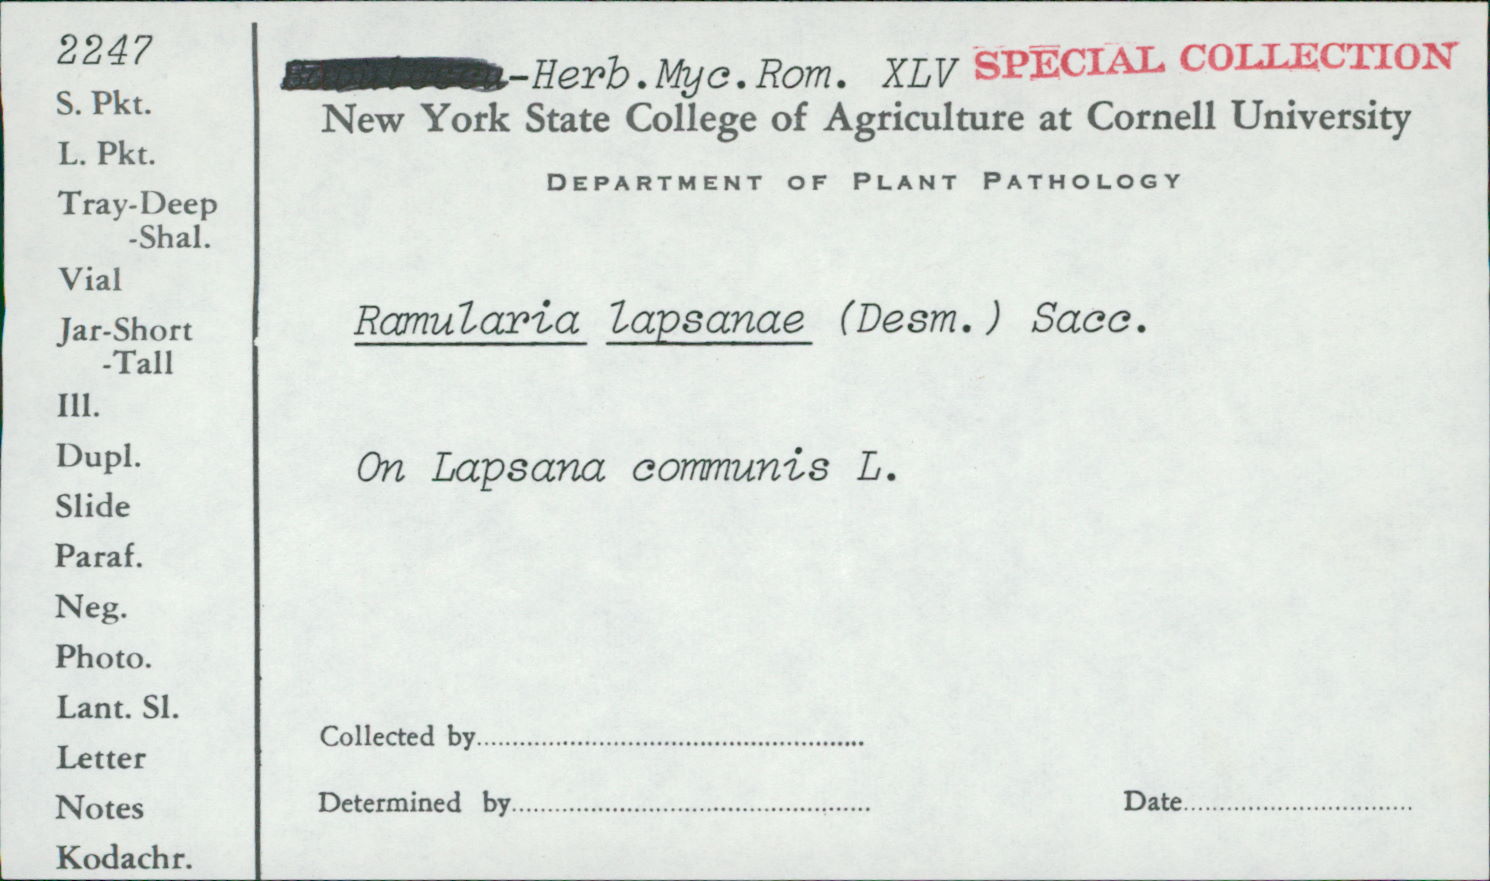 2247
S. Pkt.
L. Pkt.
Tray-Deep
-Shal.
Vial
Jar-Short
-Tall
Ill.
Dupl.
Slide
Paraf.
Neg.
Photo.
Lant. Sl.
Letter
Notes
Kodachr.
-Herb.Myc.Rom. XLV SPECIAL COLLECTION
New York State College of Agriculture at Cornell University
DEPARTMENT OF PLANT PATHOLOGY
Ramularia lapsanae (Desm.) Sacc.
On Lapsana communis L.
Collected by
Determined by
Date